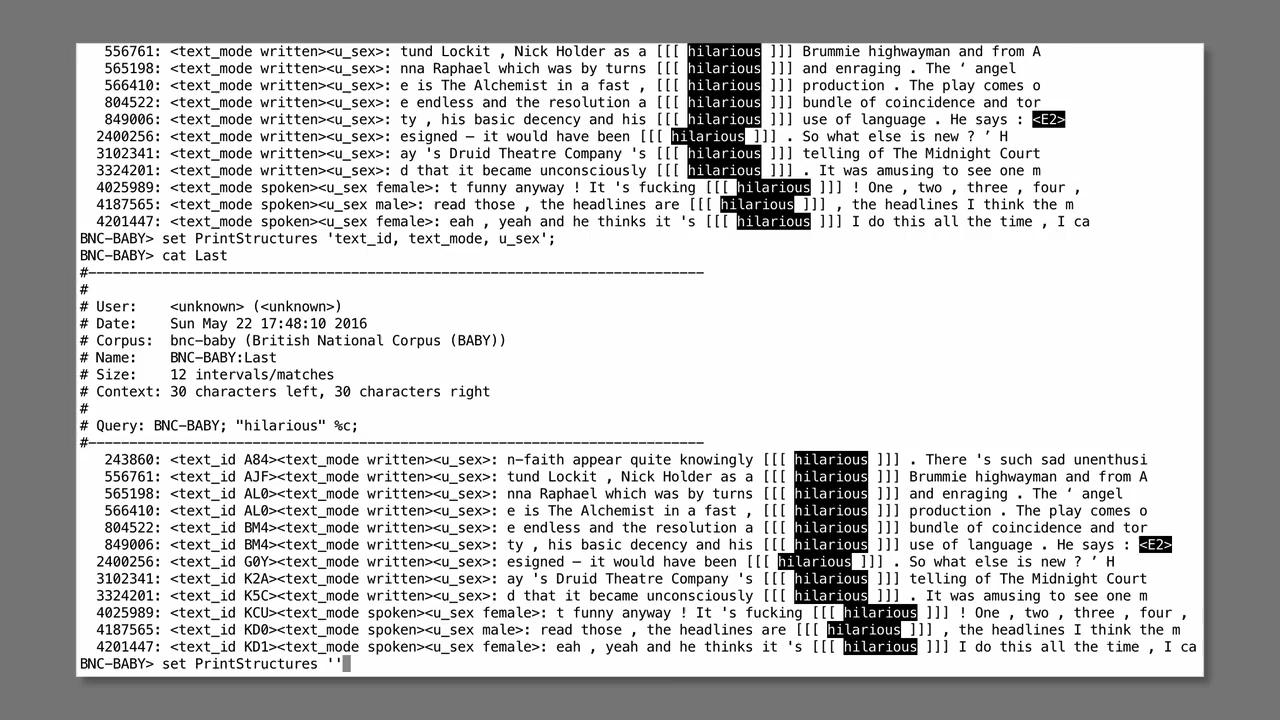 556761: <text_mode written><u_sex>: tund Lockit , Nick Holder as a [[[ hilarious ]]] Brummie highwayman and from A
565198: <text_mode written><u_sex>: nna Raphael which was by turns [[[ hilarious ]]] and enraging . The ‘ angel
566410: <text_mode written><u_sex>: e is The Alchemist in a fast , [[[ hilarious ]]] production . The play comes o
804522: <text_mode written><u_sex>: e endless and the resolution a [[[ hilarious ]]] bundle of coincidence and tor
849006: <text_mode written><u_sex>: ty , his basic decency and his [[[ hilarious ]]] use of language . He says : <E2>
2400256: <text_mode written><u_sex>: esigned — it would have been [[[ hilarious ]]] . So what else is new ? ’ H
3102341: <text_mode written><u_sex>: ay 's Druid Theatre Company 's [[[ hilarious ]]] telling of The Midnight Court
3324201: <text_mode written><u_sex>: d that it became unconsciously [[[ hilarious ]]] . It was amusing to see one m
4025989: <text_mode spoken><u_sex female>: t funny anyway ! It 's fucking [[[ hilarious ]]] ! One , two , three , four ,
4187565: <text_mode spoken><u_sex male>: read those , the headlines are [[[ hilarious ]]] , the headlines I think the m
4201447: <text_mode spoken><u_sex female>: eah , yeah and he thinks it 's [[[ hilarious ]]] I do this all the time , I ca
BNC-BABY> set PrintStructures 'text_id, text_mode, u_sex';
BNC-BABY> cat Last
#---------------------------------------------------------------------------
#
# User: <unknown> (<unknown>)
# Date: Sun May 22 17:48:10 2016
# Corpus: bnc-baby (British National Corpus (BABY))
# Name: BNC-BABY:Last
# Size: 12 intervals/matches
# Context: 30 characters left, 30 characters right
#
# Query: BNC-BABY; "hilarious" %c;
#---------------------------------------------------------------------------
243860: <text_id A84><text_mode written><u_sex>: n-faith appear quite knowingly [[[ hilarious ]]] . There 's such sad unenthusi
556761: <text_id AJF><text_mode written><u_sex>: tund Lockit , Nick Holder as a [[[ hilarious ]]] Brummie highwayman and from A
565198: <text_id AL0><text_mode written><u_sex>: nna Raphael which was by turns [[[ hilarious ]]] and enraging . The ‘ angel
566410: <text_id AL0><text_mode written><u_sex>: e is The Alchemist in a fast , [[[ hilarious ]]] production . The play comes o
804522: <text_id BM4><text_mode written><u_sex>: e endless and the resolution a [[[ hilarious ]]] bundle of coincidence and tor
849006: <text_id BM4><text_mode written><u_sex>: ty , his basic decency and his [[[ hilarious ]]] use of language . He says : <E2>
2400256: <text_id G0Y><text_mode written><u_sex>: esigned — it would have been [[[ hilarious ]]] . So what else is new ? ’ H
3102341: <text_id K2A><text_mode written><u_sex>: ay 's Druid Theatre Company 's [[[ hilarious ]]] telling of The Midnight Court
3324201: <text_id K5C><text_mode written><u_sex>: d that it became unconsciously [[[ hilarious ]]] . It was amusing to see one m
4025989: <text_id KCU><text_mode spoken><u_sex female>: t funny anyway ! It 's fucking [[[ hilarious ]]] ! One , two , three , four ,
4187565: <text_id KD0><text_mode spoken><u_sex male>: read those , the headlines are [[[ hilarious ]]] , the headlines I think the m
4201447: <text_id KD1><text_mode spoken><u_sex female>: eah , yeah and he thinks it 's [[[ hilarious ]]] I do this all the time , I ca
BNC-BABY> set PrintStructures ''